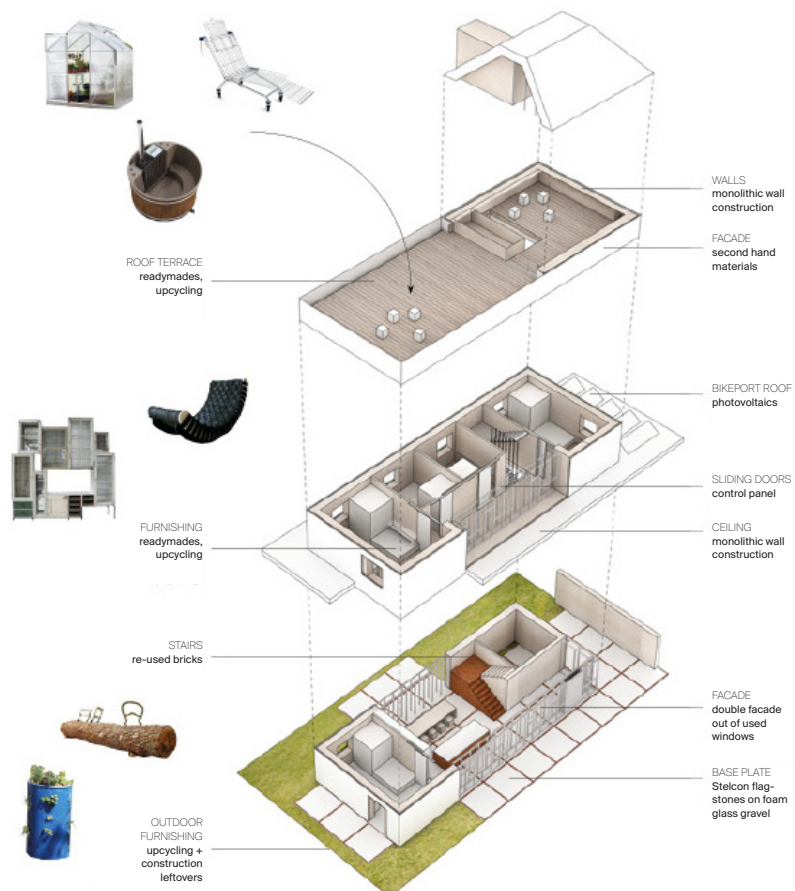 WALLS
monolithic wall
construction
FACADE
second hand
materials
ROOF TERRACE
readymades,
upcycling
BIKEPORT ROOF
photovoltaics
SLIDING DOORS
control panel
FURNISHING
readymades,
upcycling
CEILING
monolithic wall
construction
STAIRS
re-used bricks
FACADE
double facade
out of used
windows
BASE PLATE
Stelcon flag-
stones on foam
glass gravel
OUTDOOR
FURNISHING
upcycling +
construction
leftovers